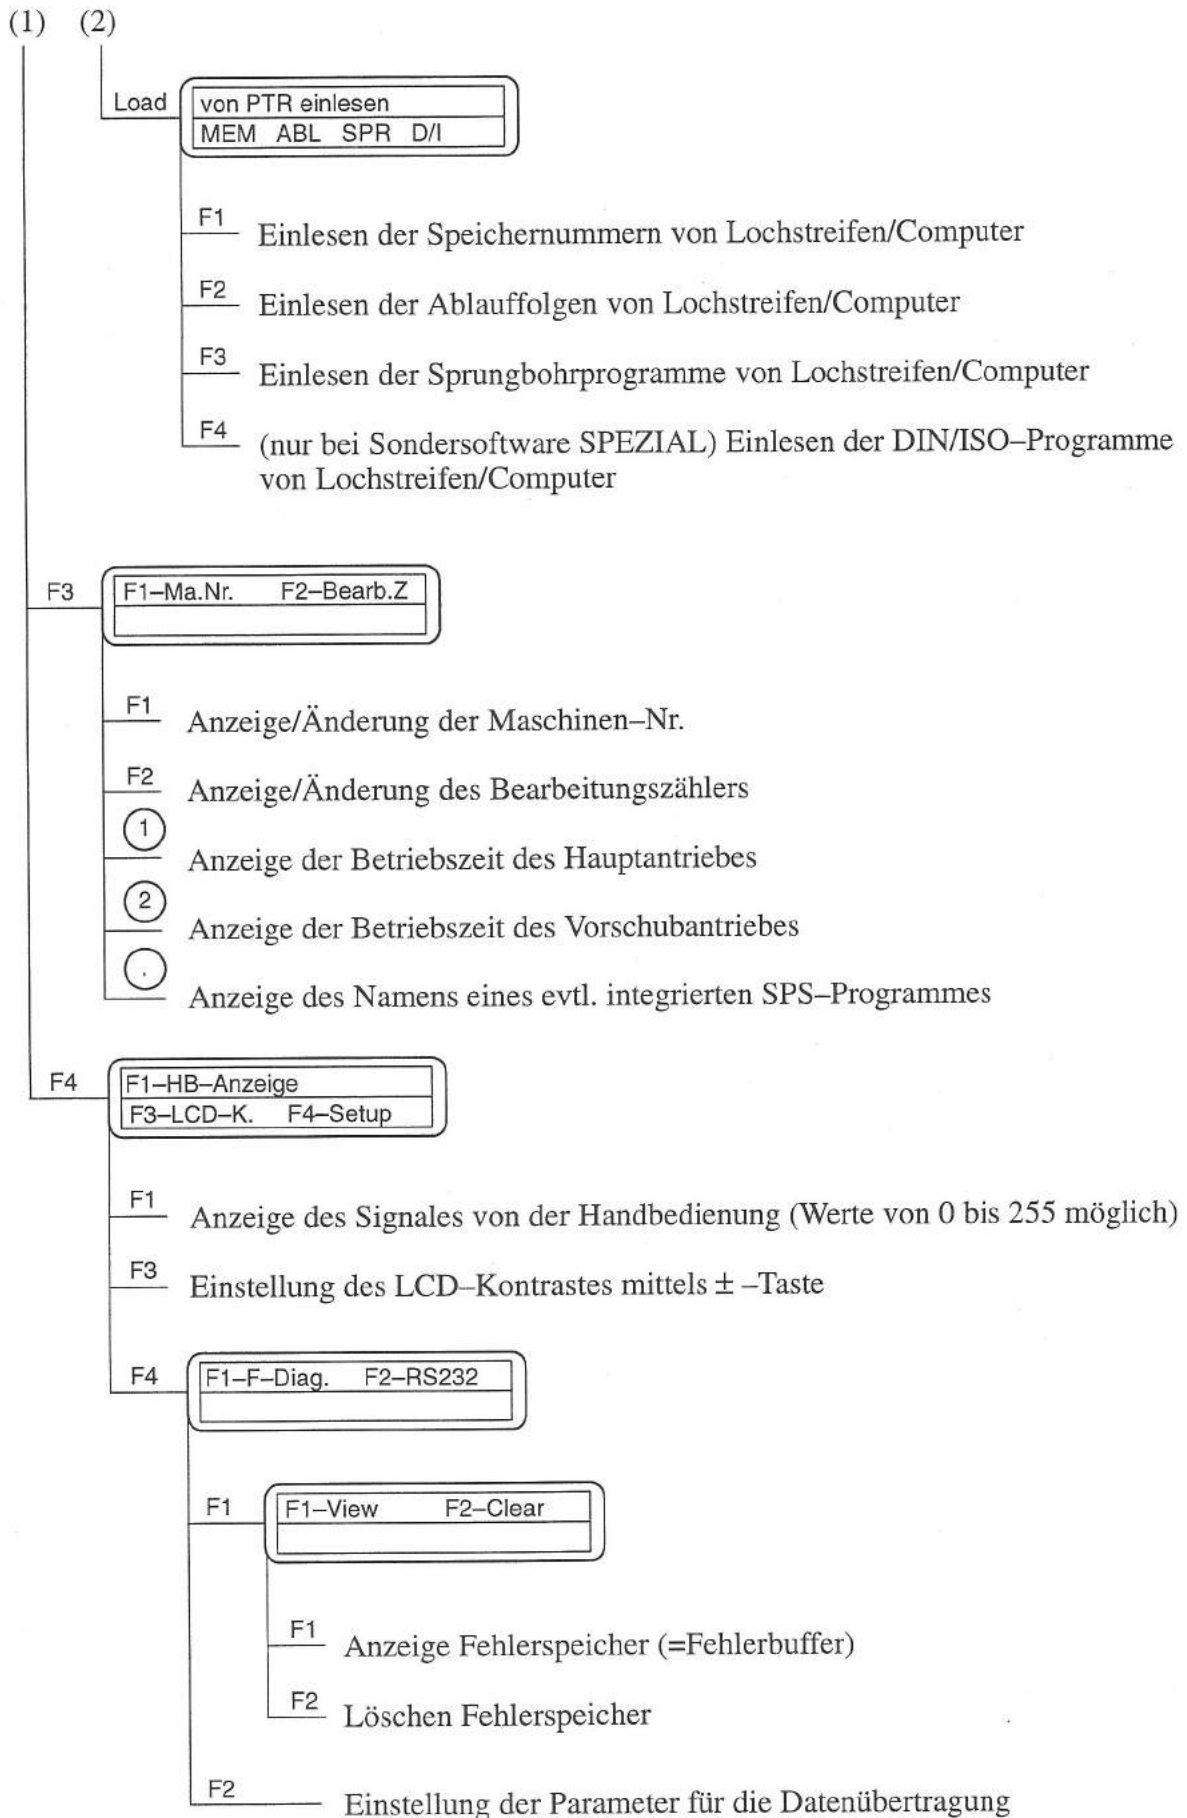 (1) (2)
Load
von PTR einlesen
MEM ABL SPR D/I
F1
Einlesen der Speichernummern von Lochstreifen/Computer
F2
Einlesen der Ablauffolgen von Lochstreifen/Computer
F3
Einlesen der Sprungbohrprogramme von Lochstreifen/Computer
F4
(nur bei Sondersoftware SPEZIAL) Einlesen der DIN/ISO–Programme
von Lochstreifen/Computer
F3
F1–Ma.Nr. F2–Bearb.Z
F1
Anzeige/Änderung der Maschinen–Nr.
F2
Anzeige/Änderung des Bearbeitungszählers
1
Anzeige der Betriebszeit des Hauptantriebes
2
Anzeige der Betriebszeit des Vorschubantriebes
.
Anzeige des Namens eines evtl. integrierten SPS–Programmes
F4
F1–HB–Anzeige
F3–LCD–K. F4–Setup
F1
Anzeige des Signales von der Handbedienung (Werte von 0 bis 255 möglich)
F3
Einstellung des LCD–Kontrastes mittels ± –Taste
F4
F1–F–Diag. F2–RS232
F1
F1–View F2–Clear
F1
Anzeige Fehlerspeicher (=Fehlerbuffer)
F2
Löschen Fehlerspeicher
F2
Einstellung der Parameter für die Datenübertragung